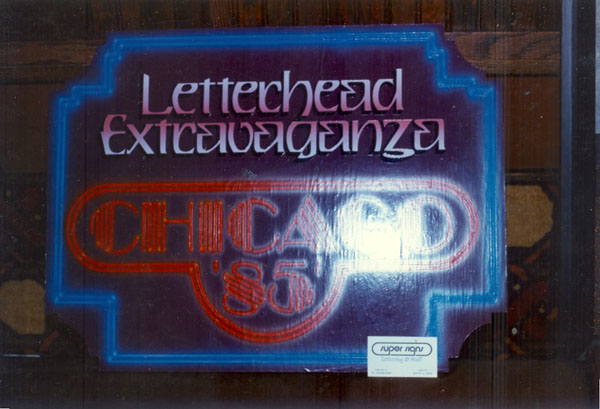 Letterhead
Extravaganza
CHICAGO
'85
super signs